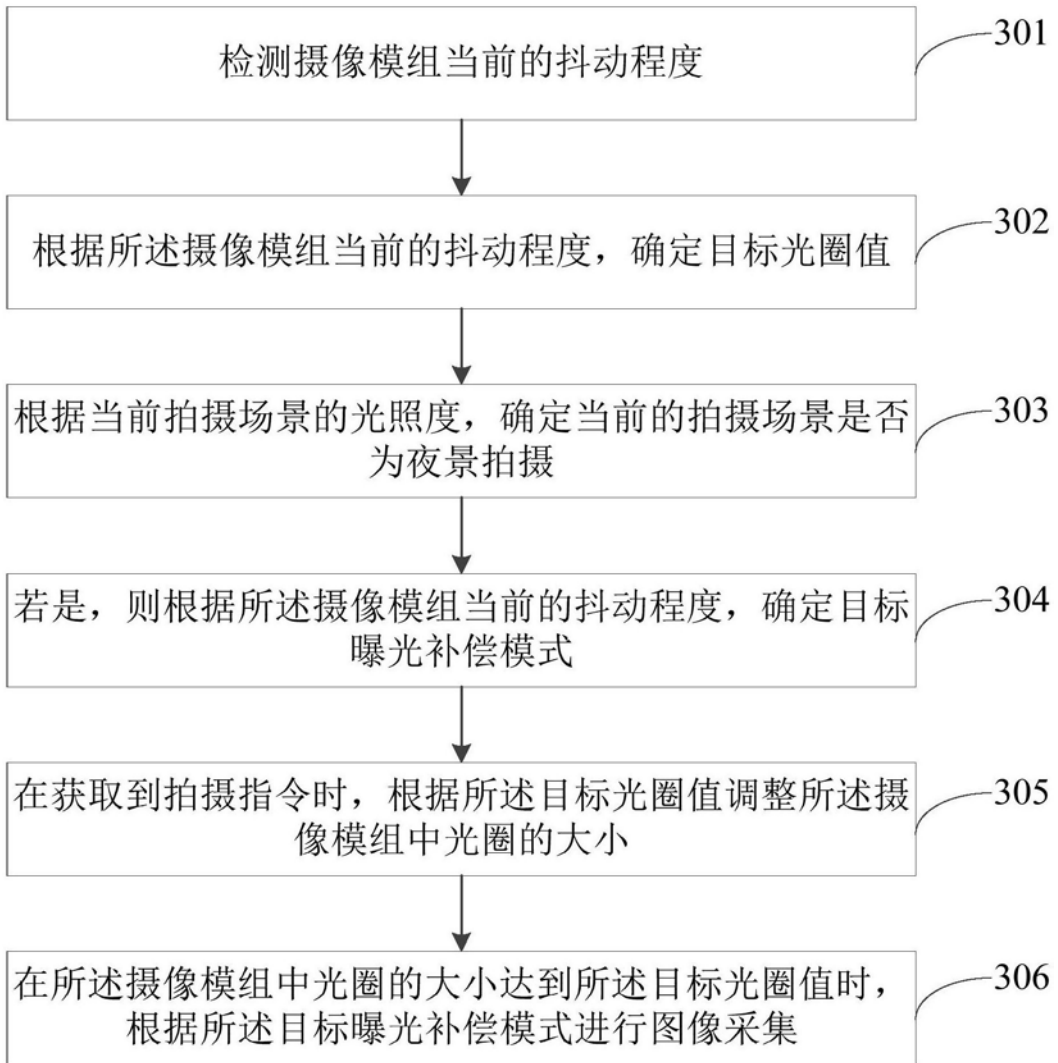 检测摄像模组当前的抖动程度
301
根据所述摄像模组当前的抖动程度，确定目标光圈值
302
根据当前拍摄场景的光照度，确定当前的拍摄场景是否
为夜景拍摄
303
若是，则根据所述摄像模组当前的抖动程度，确定目标
曝光补偿模式
304
在获取到拍摄指令时，根据所述目标光圈值调整所述摄
像模组中光圈的大小
305
在所述摄像模组中光圈的大小达到所述目标光圈值时，
根据所述目标曝光补偿模式进行图像采集
306